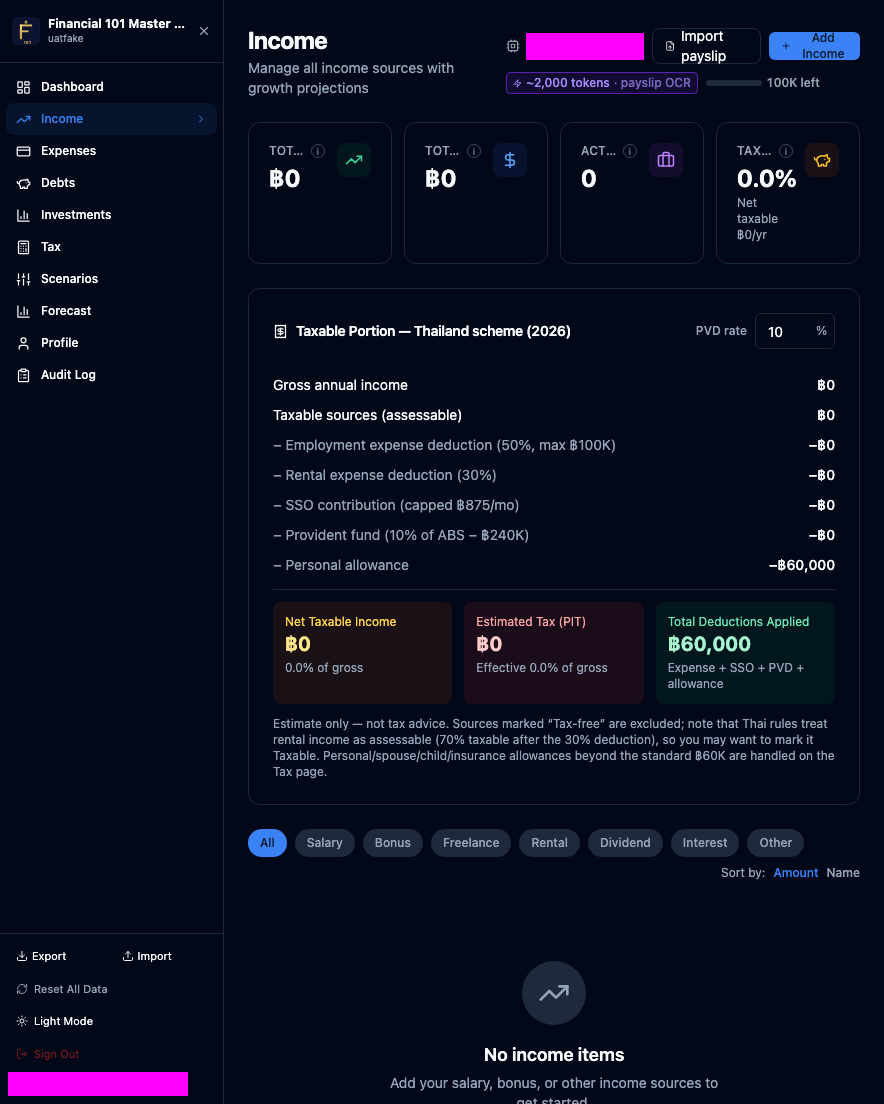 Financial 101 Master ...
uatfake
Dashboard
Income
Expenses
Debts
Investments
Tax
Scenarios
Forecast
Profile
Audit Log
Export
Import
Reset All Data
Light Mode
Sign Out
Income
Manage all income sources with
growth projections
Import
payslip
+ Add
Income
~2,000 tokens · payslip OCR
100K left
TOT...
฿0
TOT...
฿0
ACT...
0
TAX...
0.0%
Net
taxable
฿0/yr
Taxable Portion — Thailand scheme (2026)
PVD rate
10
%
Gross annual income
฿0
Taxable sources (assessable)
฿0
– Employment expense deduction (50%, max ฿100K)
–฿0
– Rental expense deduction (30%)
–฿0
– SSO contribution (capped ฿875/mo)
–฿0
– Provident fund (10% of ABS – ฿240K)
–฿0
– Personal allowance
–฿60,000
Net Taxable Income
฿0
0.0% of gross
Estimated Tax (PIT)
฿0
Effective 0.0% of gross
Total Deductions Applied
฿60,000
Expense + SSO + PVD +
allowance
Estimate only — not tax advice. Sources marked “Tax-free” are excluded; note that Thai rules treat
rental income as assessable (70% taxable after the 30% deduction), so you may want to mark it
Taxable. Personal/spouse/child/insurance allowances beyond the standard ฿60K are handled on the
Tax page.
All
Salary
Bonus
Freelance
Rental
Dividend
Interest
Other
Sort by:
Amount
Name
No income items
Add your salary, bonus, or other income sources to
get started